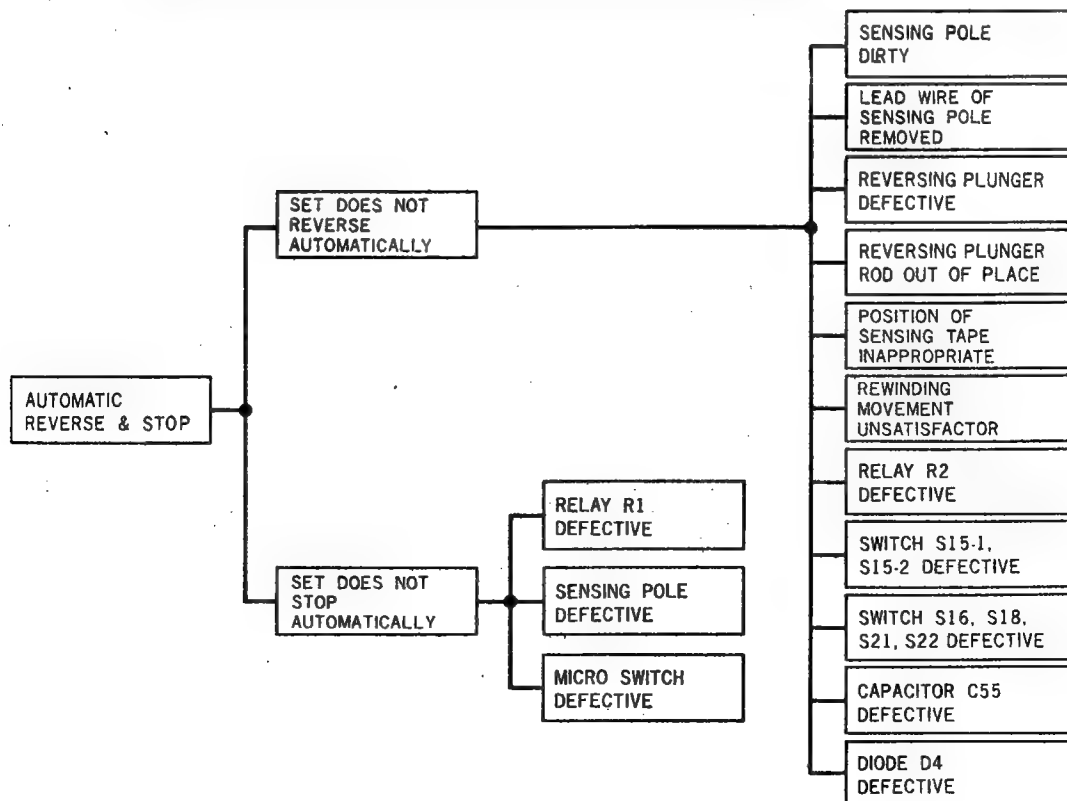 AUTOMATIC
REVERSE & STOP
SET DOES NOT
REVERSE
AUTOMATICALLY
SENSING POLE
DIRTY
LEAD WIRE OF
SENSING POLE
REMOVED
REVERSING PLUNGER
DEFECTIVE
REVERSING PLUNGER
ROD OUT OF PLACE
POSITION OF
SENSING TAPE
INAPPROPRIATE
REWINDING
MOVEMENT
UNSATISFACTOR
RELAY R2
DEFECTIVE
SWITCH S15-1,
S15-2 DEFECTIVE
SWITCH S16, S18,
S21, S22 DEFECTIVE
CAPACITOR C55
DEFECTIVE
DIODE D4
DEFECTIVE
SET DOES NOT
STOP
AUTOMATICALLY
RELAY R1
DEFECTIVE
SENSING POLE
DEFECTIVE
MICRO SWITCH
DEFECTIVE